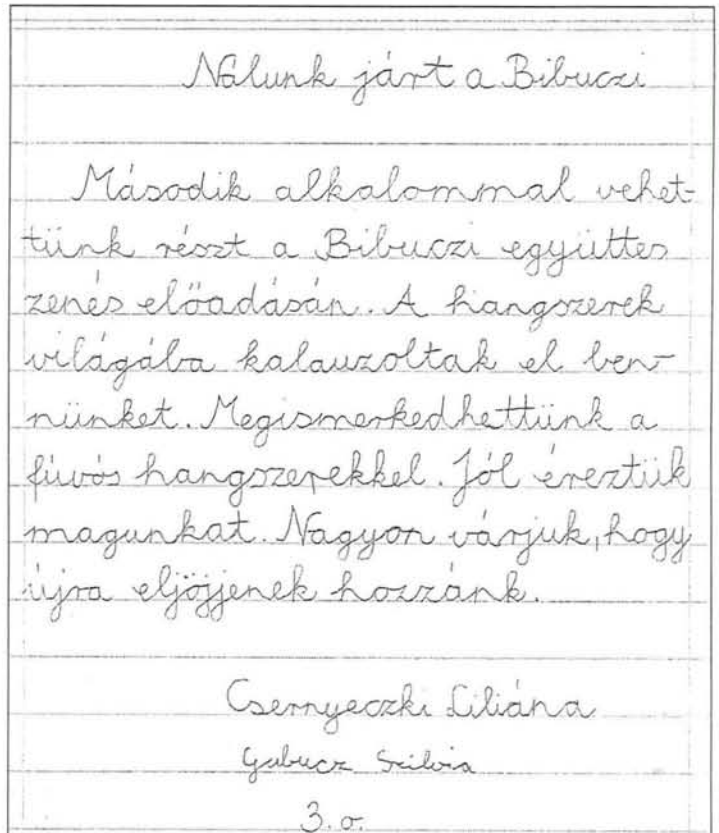 Nálunk járt a Bibuczi
Második alkalommal vehet-
tünk részt a Bibuczi együttes
zenés előadásán. A hangszerek
világába kalauzoltak el ben-
nünket. Megismerkedhettünk a
fúvós hangszerekkel. Jól éreztük
magunkat. Nagyon várjuk, hogy
újra eljöjjenek hozzánk.
Csernyeczki Liliána
Gubucz Szilvia
3. o.